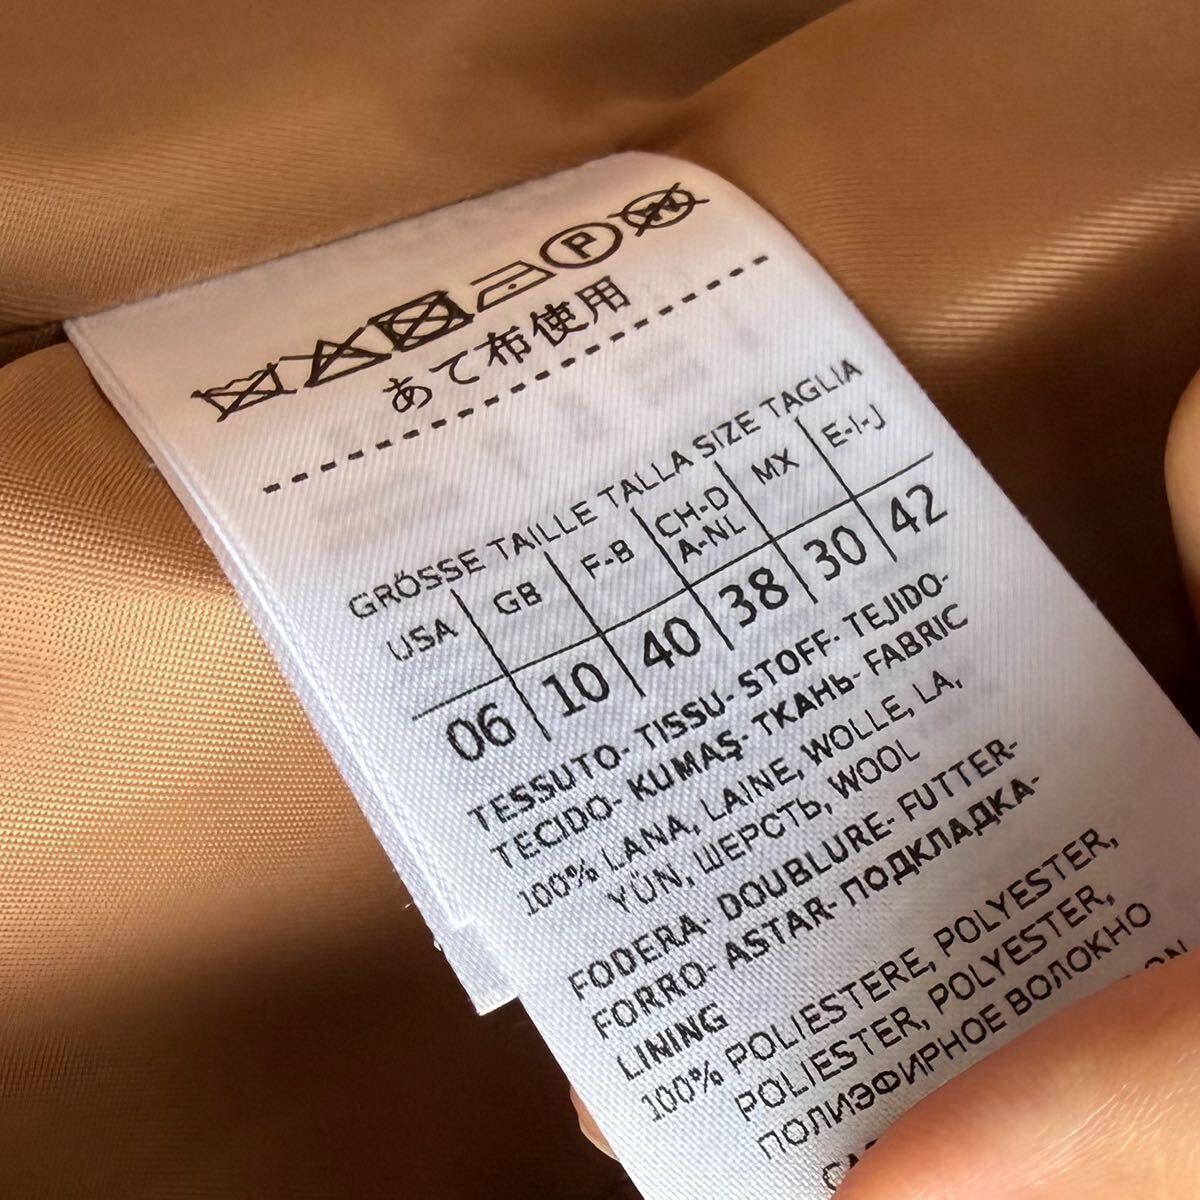 P W
あて布使用
GRÖSSE TAILLE TALLA SIZE TAGLIA
USA GB F-B CH-D A-NL MX E-I-J
06 10 40 38 30 42
TESSUTO- TISSU- STOFF- TEJIDO-
TECIDO- KUMAŞ- ТКАНЬ- FABRIC
100% LANA, LAINE, WOLLE, LA,
YÜN, ШЕРСТЬ, WOOL
FODERA- DOUBLURE- FUTTER-
FORRO- ASTAR- ПОДКЛАДКА-
LINING
100% POLIESTERE, POLYESTER,
POLIESTER, POLYESTER,
ПОЛИЭФИРНОЕ ВОЛОКНО